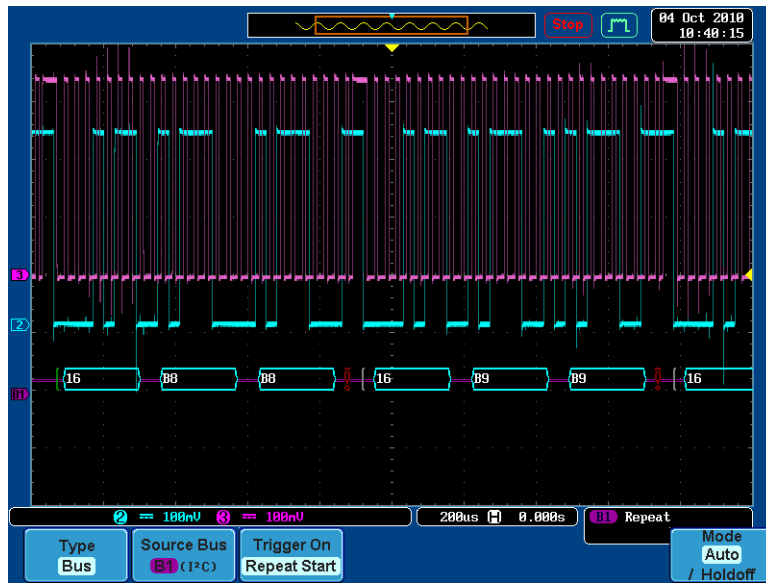 Stop
04 Oct 2010
10:40:15
3
2
B1
16 B8 B8 16 B9 B9 16
2 100mV 3 100mV
200us H 0.000s
B1 Repeat
Type
Bus
Source Bus
B1 (I²C)
Trigger On
Repeat Start
Mode
Auto
/ Holdoff